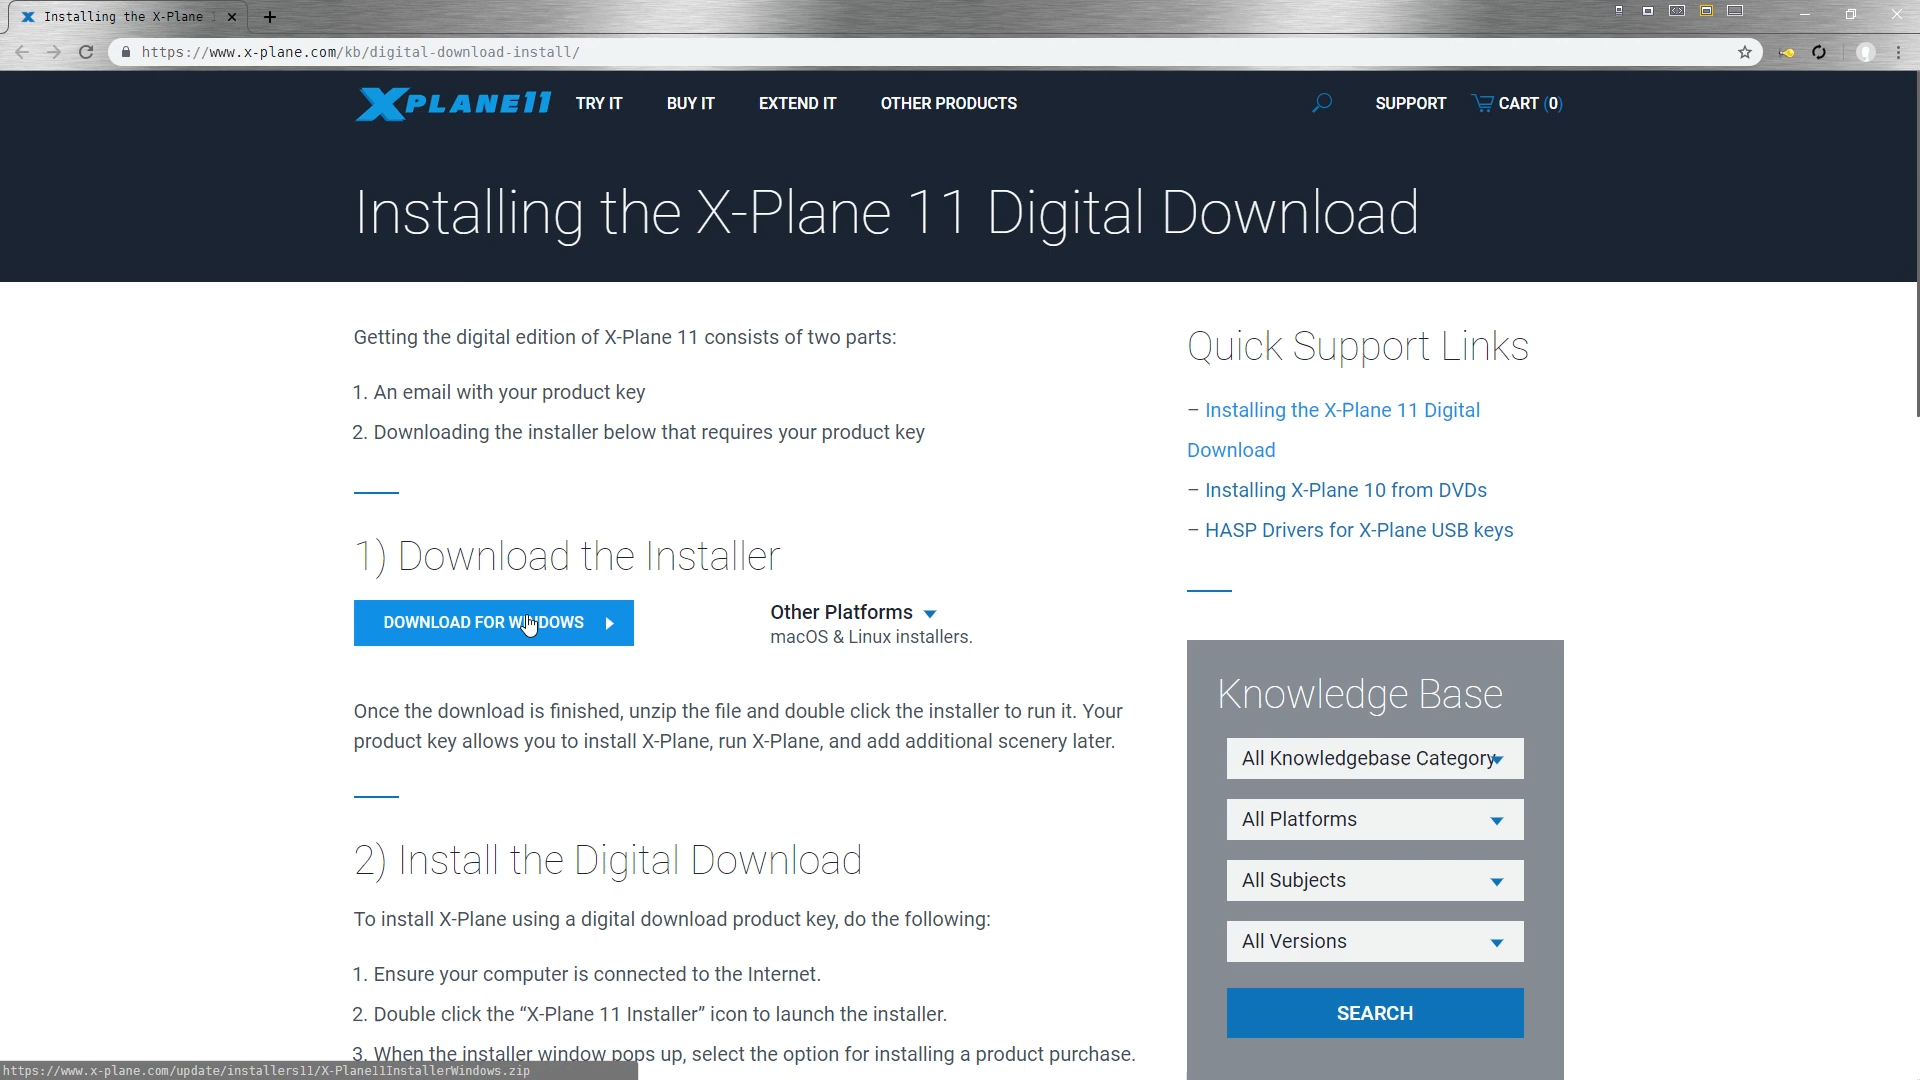 Installing the X-Plane
https://www.x-plane.com/kb/digital-download-install/
XPLANE11 TRY IT BUY IT EXTEND IT OTHER PRODUCTS SUPPORT CART (0)
Installing the X-Plane 11 Digital Download
Getting the digital edition of X-Plane 11 consists of two parts:
1. An email with your product key
2. Downloading the installer below that requires your product key
1) Download the Installer
DOWNLOAD FOR WINDOWS
Other Platforms
macOS & Linux installers.
Once the download is finished, unzip the file and double click the installer to run it. Your
product key allows you to install X-Plane, run X-Plane, and add additional scenery later.
2) Install the Digital Download
To install X-Plane using a digital download product key, do the following:
1. Ensure your computer is connected to the Internet.
2. Double click the “X-Plane 11 Installer” icon to launch the installer.
3. When the installer window pops up, select the option for installing a product purchase.
Quick Support Links
– Installing the X-Plane 11 Digital
Download
– Installing X-Plane 10 from DVDs
– HASP Drivers for X-Plane USB keys
Knowledge Base
All Knowledgebase Category
All Platforms
All Subjects
All Versions
SEARCH
https://www.x-plane.com/update/installers11/X-Plane11InstallerWindows.zip